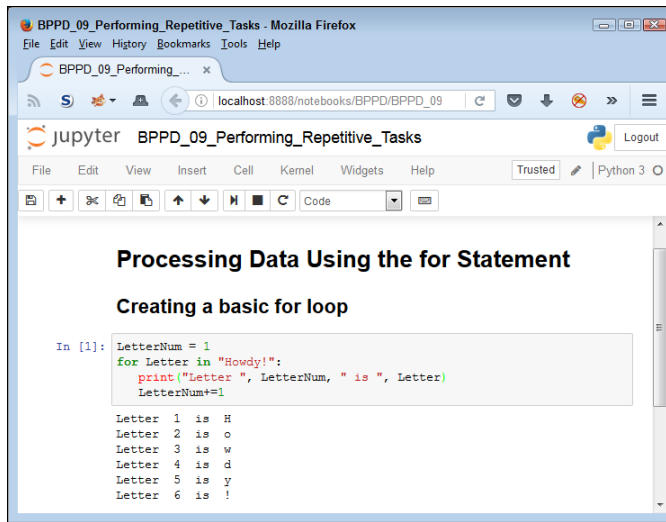 BPPD_09_Performing_Repetitive_Tasks - Mozilla Firefox
File Edit View History Bookmarks Tools Help
BPPD_09_Performing_... ×
S localhost:8888/notebooks/BPPD/BPPD_09
jupyter BPPD_09_Performing_Repetitive_Tasks Logout
File Edit View Insert Cell Kernel Widgets Help Trusted Python 3
Code
Processing Data Using the for Statement
Creating a basic for loop
In [1]: LetterNum = 1
for Letter in "Howdy!":
print("Letter ", LetterNum, " is ", Letter)
LetterNum+=1
Letter  1  is  H
Letter  2  is  o
Letter  3  is  w
Letter  4  is  d
Letter  5  is  y
Letter  6  is  !